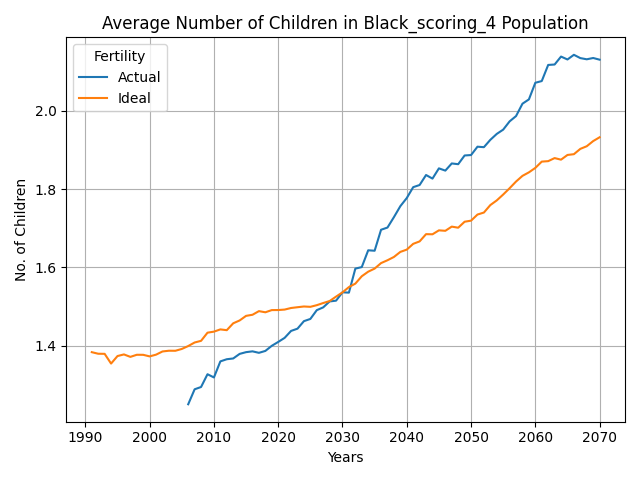 Average Number of Children in Black_scoring_4 Population
Fertility
Actual
Ideal
No. of Children
2.0
1.8
1.6
1.4
1990 2000 2010 2020 2030 2040 2050 2060 2070
Years